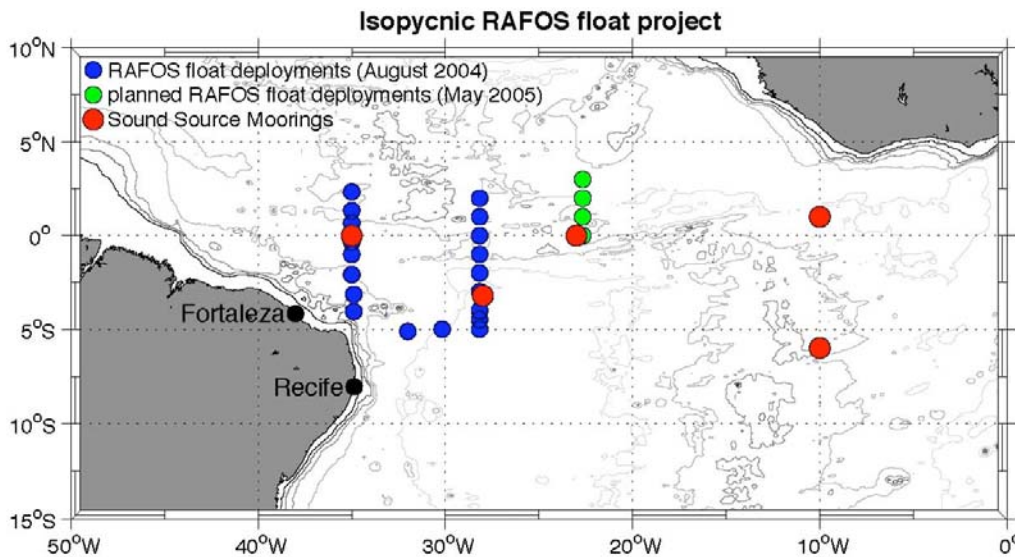 Isopycnic RAFOS float project
10°N
RAFOS float deployments (August 2004)
planned RAFOS float deployments (May 2005)
Sound Source Moorings
5°N
0°
Fortaleza
5°S
Recife
10°S
15°S
50°W 40°W 30°W 20°W 10°W 0°